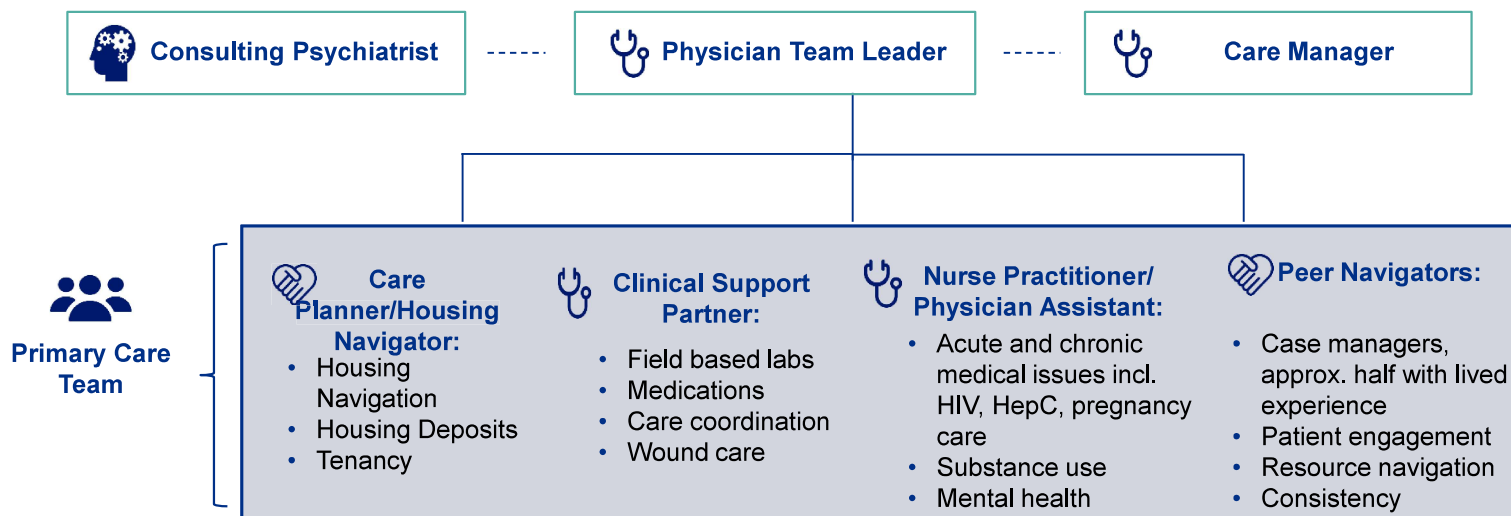 Consulting Psychiatrist
Physician Team Leader
Care Manager
Primary Care
Team
Care
Planner/Housing
Navigator:
• Housing
Navigation
• Housing Deposits
• Tenancy
Clinical Support
Partner:
• Field based labs
• Medications
• Care coordination
• Wound care
Nurse Practitioner/
Physician Assistant:
• Acute and chronic
medical issues incl.
HIV, HepC, pregnancy
care
• Substance use
• Mental health
Peer Navigators:
• Case managers,
approx. half with lived
experience
• Patient engagement
• Resource navigation
• Consistency